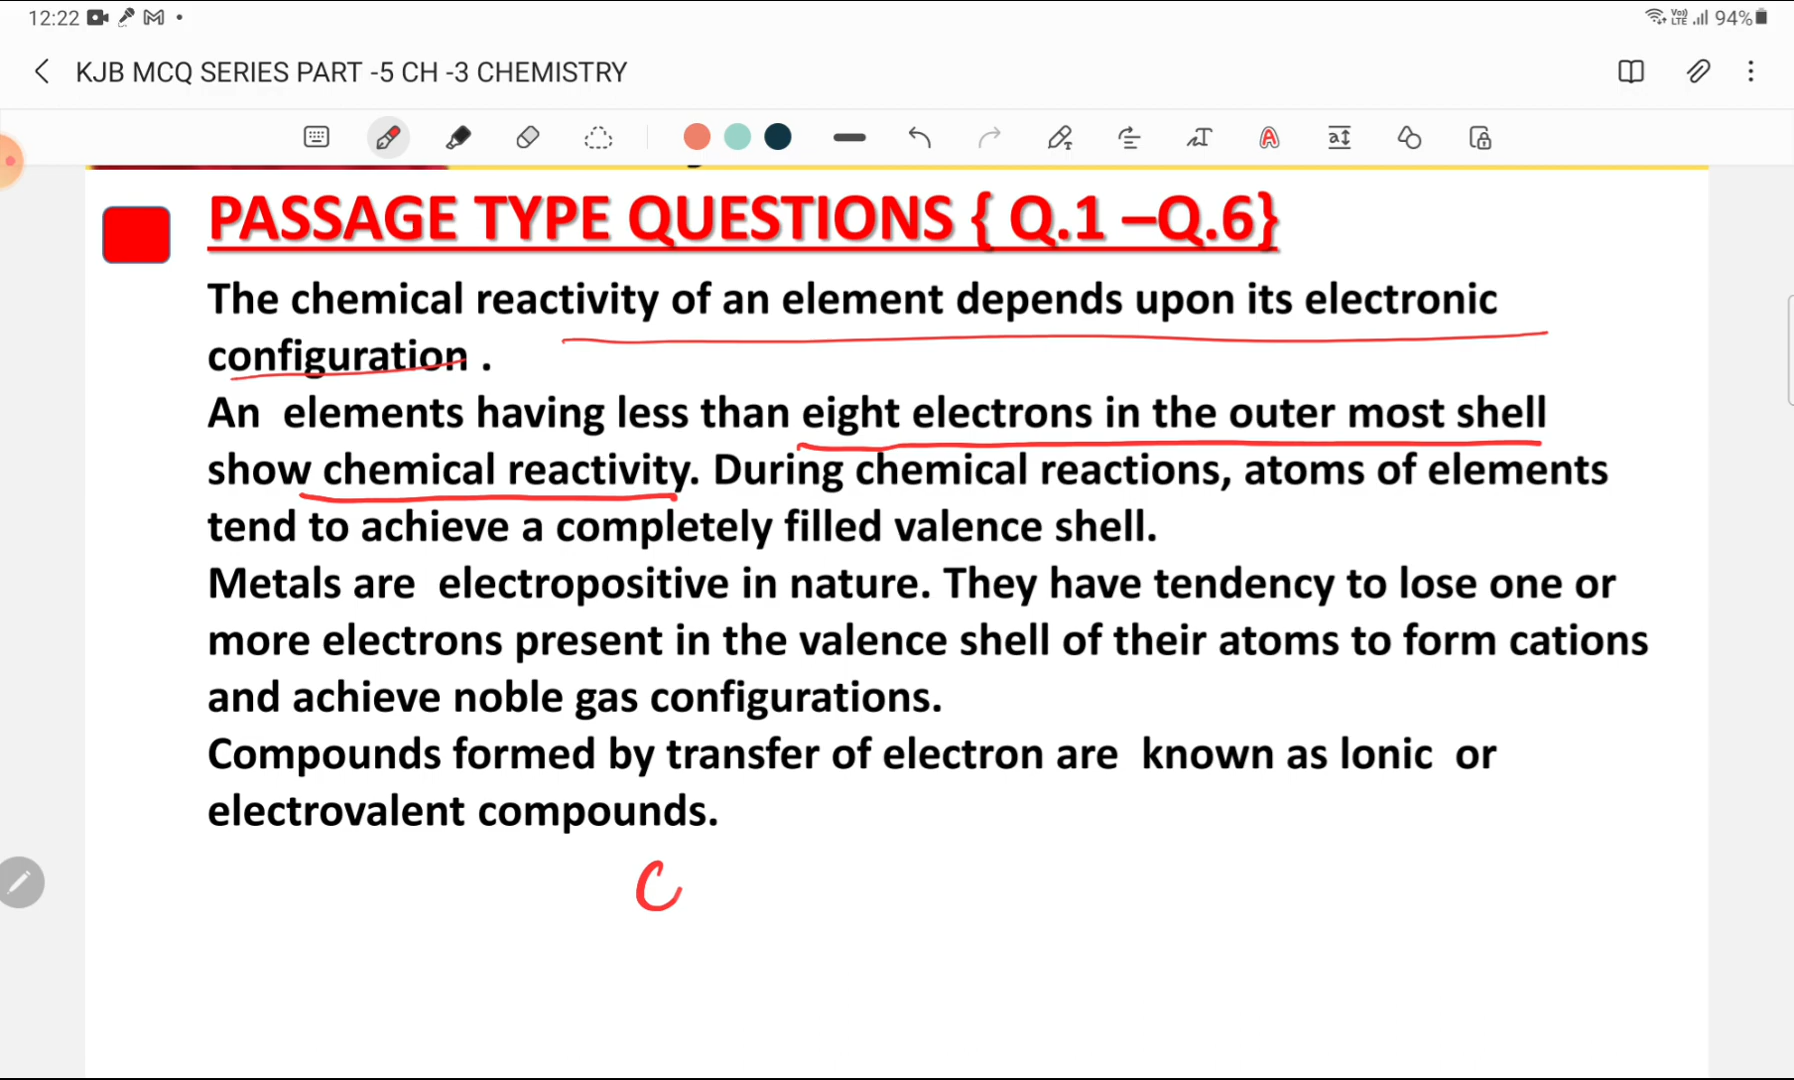 12:22
94%
KJB MCQ SERIES PART -5 CH -3 CHEMISTRY
PASSAGE TYPE QUESTIONS { Q.1 –Q.6}
The chemical reactivity of an element depends upon its electronic
configuration .
An  elements having less than eight electrons in the outer most shell
show chemical reactivity. During chemical reactions, atoms of elements
tend to achieve a completely filled valence shell.
Metals are  electropositive in nature. They have tendency to lose one or
more electrons present in the valence shell of their atoms to form cations
and achieve noble gas configurations.
Compounds formed by transfer of electron are  known as lonic  or
electrovalent compounds.
C